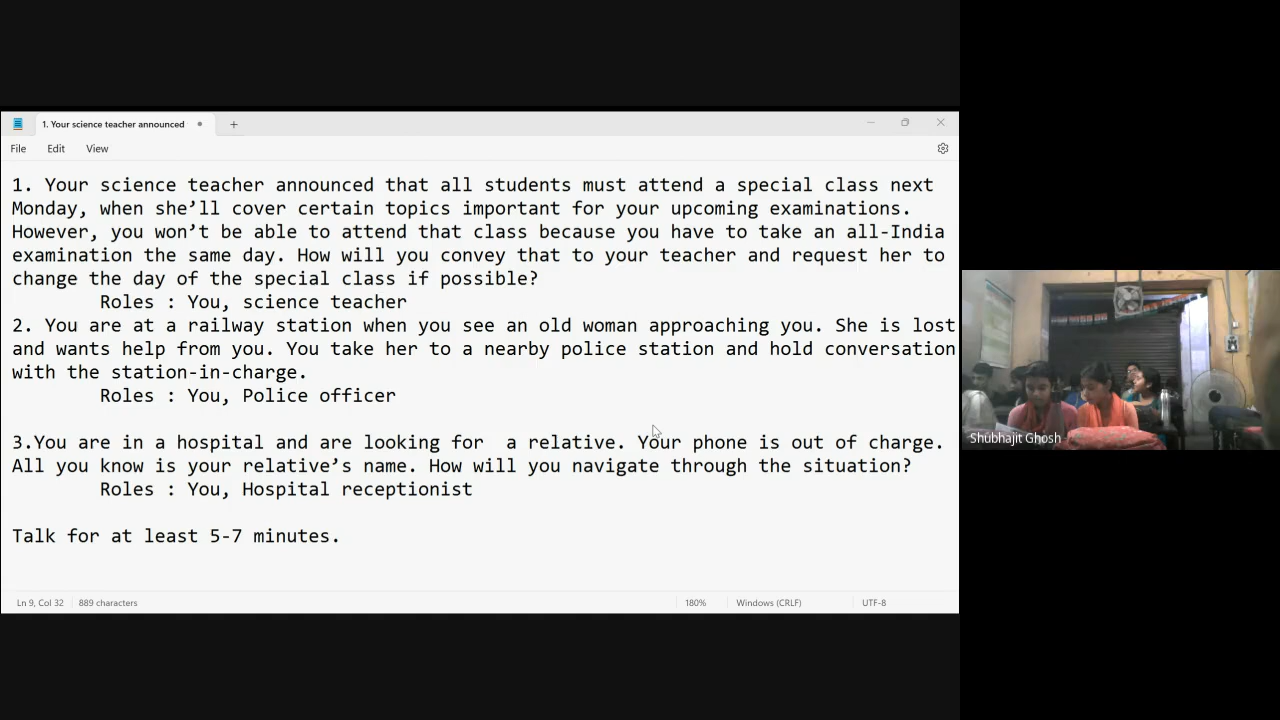 1. Your science teacher announced
File Edit View
1. Your science teacher announced that all students must attend a special class next
Monday, when she’ll cover certain topics important for your upcoming examinations.
However, you won’t be able to attend that class because you have to take an all-India
examination the same day. How will you convey that to your teacher and request her to
change the day of the special class if possible?
Roles : You, science teacher
2. You are at a railway station when you see an old woman approaching you. She is lost
and wants help from you. You take her to a nearby police station and hold conversation
with the station-in-charge.
Roles : You, Police officer
3.You are in a hospital and are looking for  a relative. Your phone is out of charge.
All you know is your relative’s name. How will you navigate through the situation?
Roles : You, Hospital receptionist
Talk for at least 5-7 minutes.
Ln 9, Col 32 889 characters 180% Windows (CRLF) UTF-8
Shubhajit Ghosh